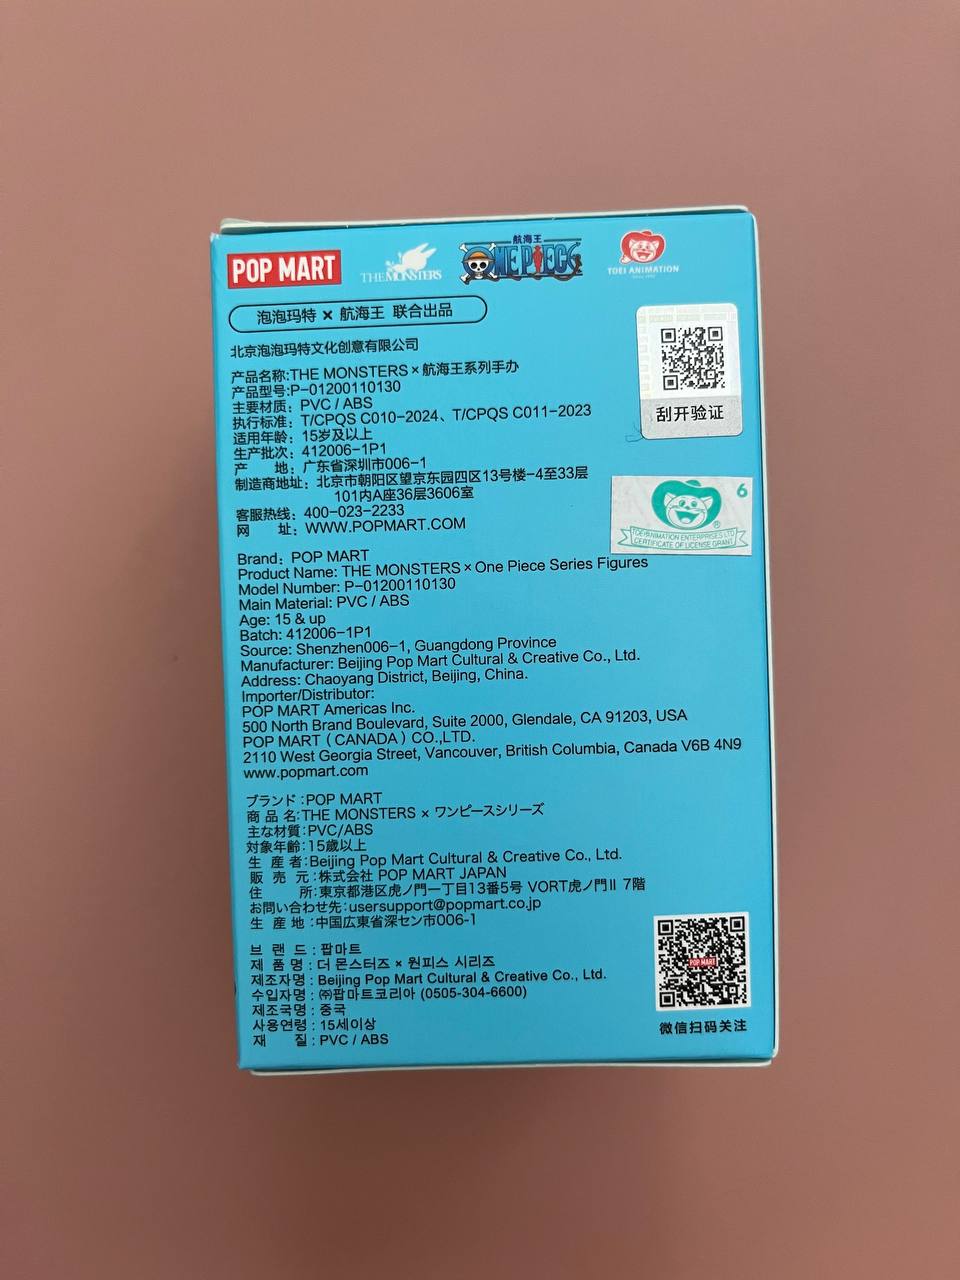 POP MART
THE MONSTERS
航海王
ONE PIECE
TOEI ANIMATION
泡泡玛特 × 航海王 联合出品
北京泡泡玛特文化创意有限公司
产品名称:THE MONSTERS×航海王系列手办
产品型号:P-01200110130
主要材质：PVC / ABS
执行标准：T/CPQS C010-2024、T/CPQS C011-2023
适用年龄：15岁及以上
生产批次：412006-1P1
产 地：广东省深圳市006-1
制造商地址：北京市朝阳区望京东园四区13号楼-4至33层
101内A座36层3606室
客服热线：400-023-2233
网 址：WWW.POPMART.COM
刮开验证
6
TOEI ANIMATION ENTERPRISES LTD
CERTIFICATE OF LICENSE GRANT
Brand：POP MART
Product Name: THE MONSTERS×One Piece Series Figures
Model Number: P-01200110130
Main Material: PVC / ABS
Age: 15 & up
Batch: 412006-1P1
Source: Shenzhen006-1, Guangdong Province
Manufacturer: Beijing Pop Mart Cultural & Creative Co., Ltd.
Address: Chaoyang District, Beijing, China.
Importer/Distributor:
POP MART Americas Inc.
500 North Brand Boulevard, Suite 2000, Glendale, CA 91203, USA
POP MART（CANADA）CO.,LTD.
2110 West Georgia Street, Vancouver, British Columbia, Canada V6B 4N9
www.popmart.com
ブランド:POP MART
商 品 名:THE MONSTERS × ワンピースシリーズ
主な材質:PVC/ABS
対象年齢:15歳以上
生 産 者:Beijing Pop Mart Cultural & Creative Co., Ltd.
販 売 元:株式会社 POP MART JAPAN
住 所:東京都港区虎ノ門一丁目13番5号 VORT虎ノ門Ⅱ 7階
お問い合わせ先:usersupport@popmart.co.jp
生 産 地:中国広東省深セン市006-1
브 랜 드 : 팝마트
제 품 명 : 더 몬스터즈 × 원피스 시리즈
제조자명 : Beijing Pop Mart Cultural & Creative Co., Ltd.
수입자명 : ㈜팝마트코리아 (0505-304-6600)
제조국명 : 중국
사용연령 : 15세이상
재 질 : PVC / ABS
POP MART
微信扫码关注